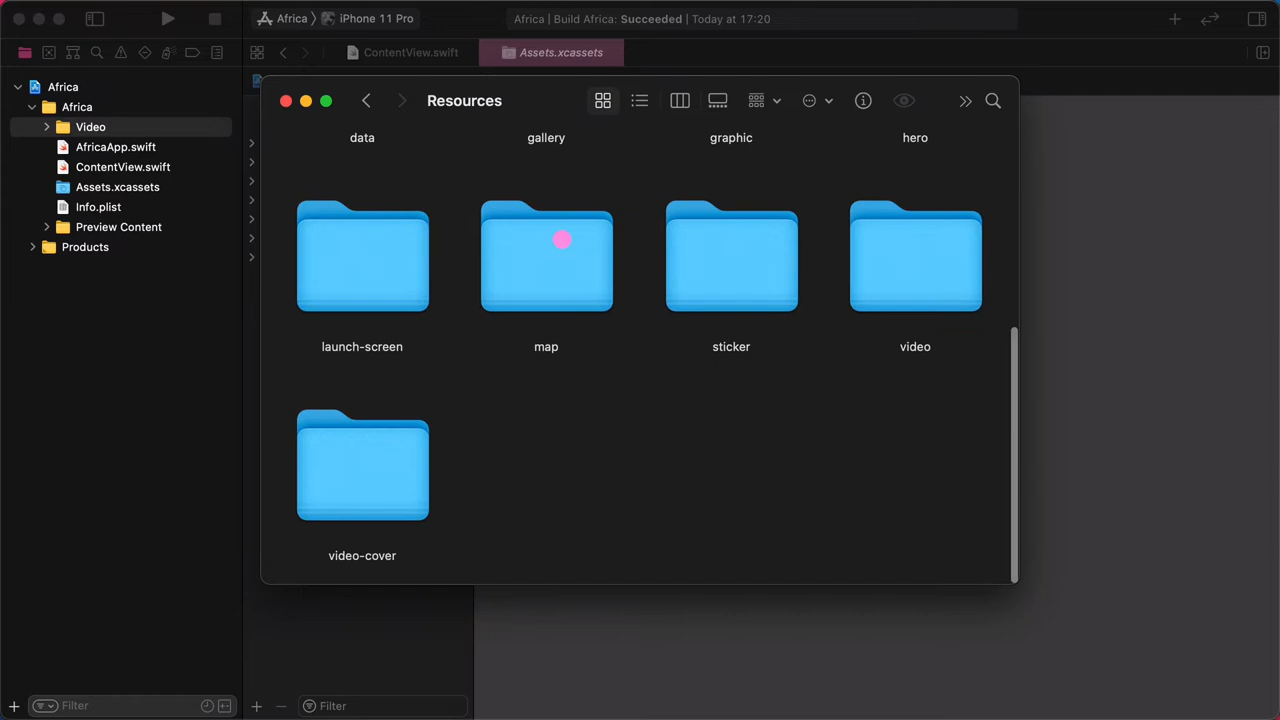 Africa
iPhone 11 Pro
Africa | Build Africa: Succeeded | Today at 17:20
ContentView.swift
Assets.xcassets
Africa
Africa
Video
AfricaApp.swift
ContentView.swift
Assets.xcassets
Info.plist
Preview Content
Products
Filter
Resources
data
gallery
graphic
hero
launch-screen
map
sticker
video
video-cover
Filter